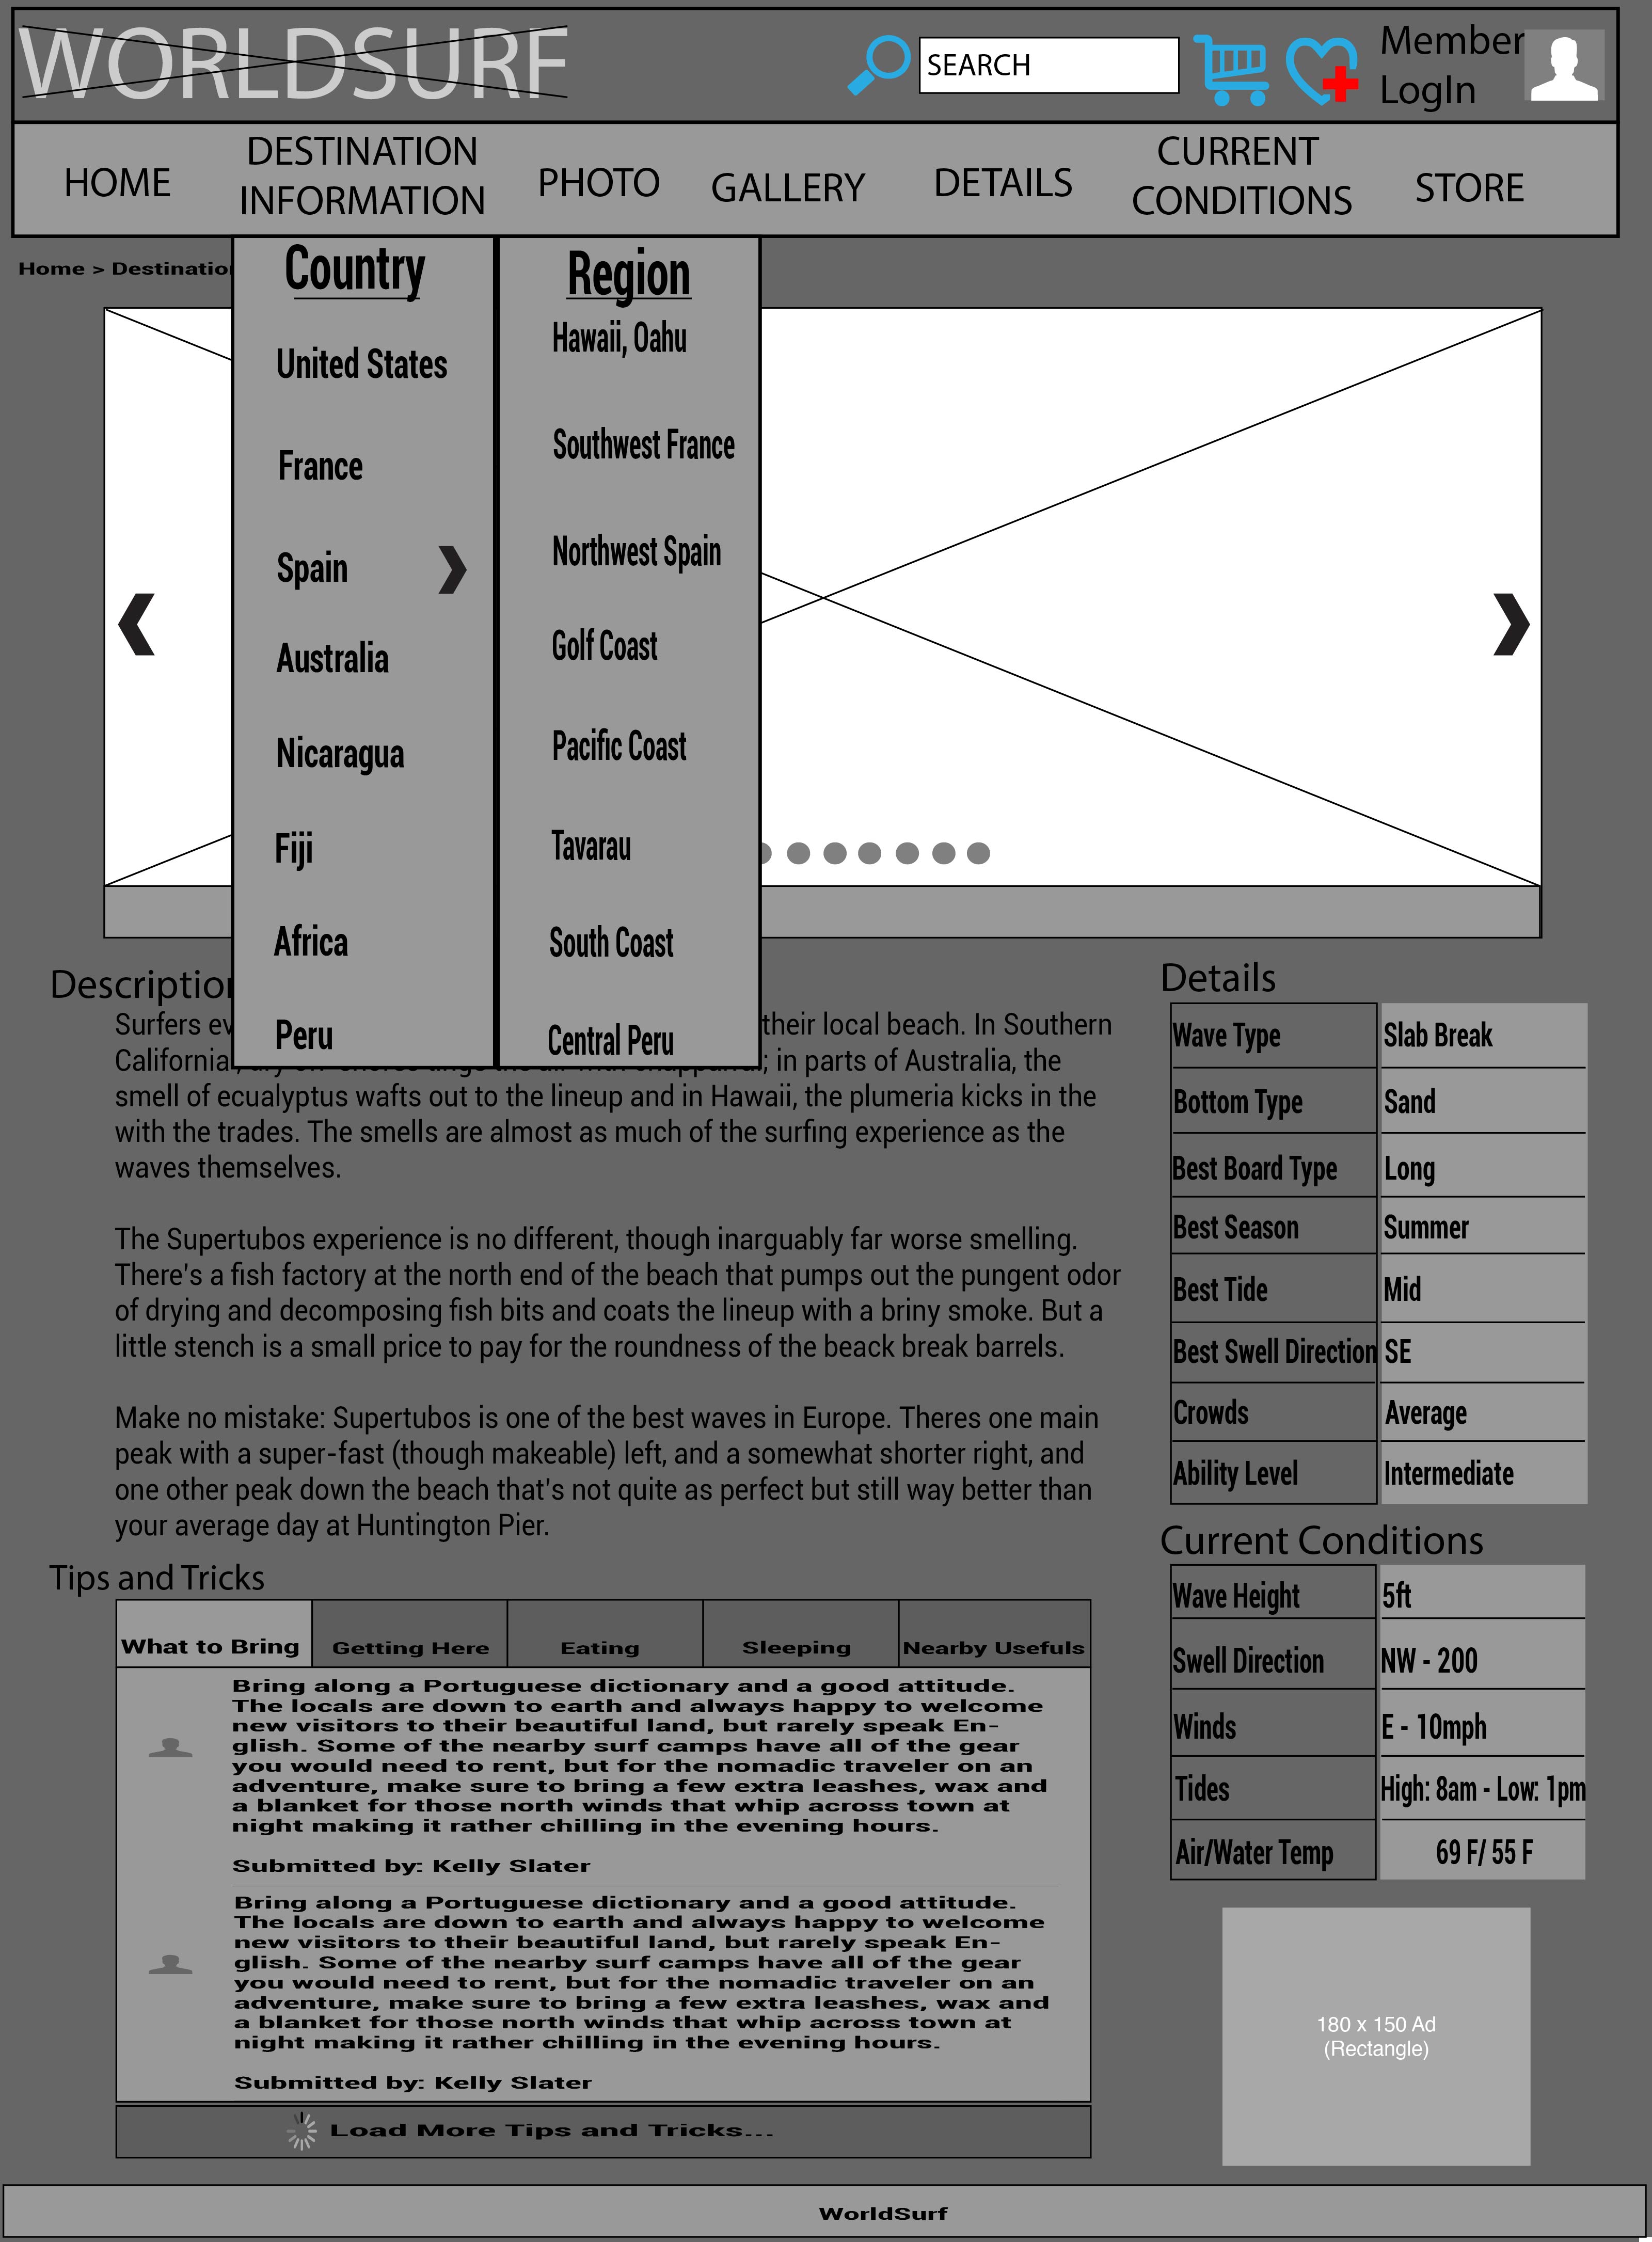 WORLDSURF
SEARCH
Member
LogIn
HOME
DESTINATION
INFORMATION
PHOTO
GALLERY
DETAILS
CURRENT
CONDITIONS
STORE
Home > Destination
Country
United States
France
Spain
Australia
Nicaragua
Fiji
Africa
Peru
Region
Hawaii, Oahu
Southwest France
Northwest Spain
Golf Coast
Pacific Coast
Tavarau
South Coast
Central Peru
Description
Surfers ev their local beach. In Southern
California, ; in parts of Australia, the
smell of ecualyptus wafts out to the lineup and in Hawaii, the plumeria kicks in the
with the trades. The smells are almost as much of the surfing experience as the
waves themselves.
The Supertubos experience is no different, though inarguably far worse smelling.
There's a fish factory at the north end of the beach that pumps out the pungent odor
of drying and decomposing fish bits and coats the lineup with a briny smoke. But a
little stench is a small price to pay for the roundness of the beack break barrels.
Make no mistake: Supertubos is one of the best waves in Europe. Theres one main
peak with a super-fast (though makeable) left, and a somewhat shorter right, and
one other peak down the beach that's not quite as perfect but still way better than
your average day at Huntington Pier.
Details
Wave Type Slab Break
Bottom Type Sand
Best Board Type Long
Best Season Summer
Best Tide Mid
Best Swell Direction SE
Crowds Average
Ability Level Intermediate
Current Conditions
Wave Height 5ft
Swell Direction NW - 200
Winds E - 10mph
Tides High: 8am - Low: 1pm
Air/Water Temp 69 F/ 55 F
Tips and Tricks
What to Bring Getting Here Eating Sleeping Nearby Usefuls
Bring along a Portuguese dictionary and a good attitude.
The locals are down to earth and always happy to welcome
new visitors to their beautiful land, but rarely speak En-
glish. Some of the nearby surf camps have all of the gear
you would need to rent, but for the nomadic traveler on an
adventure, make sure to bring a few extra leashes, wax and
a blanket for those north winds that whip across town at
night making it rather chilling in the evening hours.
Submitted by: Kelly Slater
Bring along a Portuguese dictionary and a good attitude.
The locals are down to earth and always happy to welcome
new visitors to their beautiful land, but rarely speak En-
glish. Some of the nearby surf camps have all of the gear
you would need to rent, but for the nomadic traveler on an
adventure, make sure to bring a few extra leashes, wax and
a blanket for those north winds that whip across town at
night making it rather chilling in the evening hours.
Submitted by: Kelly Slater
Load More Tips and Tricks...
180 x 150 Ad
(Rectangle)
WorldSurf